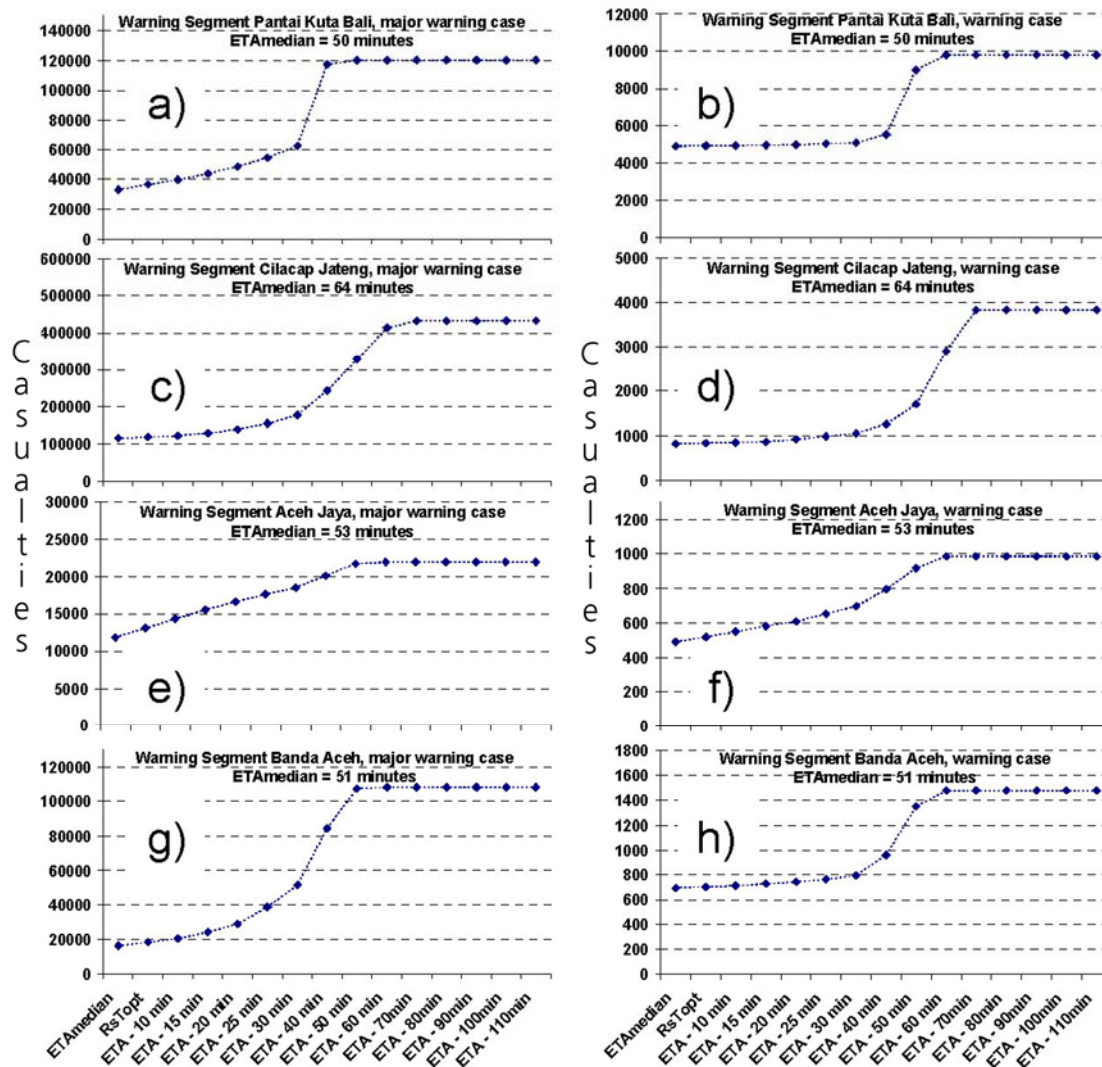 Warning Segment Pantai Kuta Bali, major warning case
ETAmedian = 50 minutes
140000
120000
100000
80000
60000
40000
20000
0
a)
Warning Segment Pantai Kuta Bali, warning case
ETAmedian = 50 minutes
12000
10000
8000
6000
4000
2000
0
b)
Warning Segment Cilacap Jateng, major warning case
ETAmedian = 64 minutes
600000
500000
400000
300000
200000
100000
0
c)
Warning Segment Cilacap Jateng, warning case
ETAmedian = 64 minutes
5000
4000
3000
2000
1000
0
d)
Casualties
Casualties
Warning Segment Aceh Jaya, major warning case
ETAmedian = 53 minutes
30000
25000
20000
15000
10000
5000
0
e)
Warning Segment Aceh Jaya, warning case
ETAmedian = 53 minutes
1200
1000
800
600
400
200
0
f)
Warning Segment Banda Aceh, major warning case
ETAmedian = 51 minutes
120000
100000
80000
60000
40000
20000
0
g)
Warning Segment Banda Aceh, warning case
ETAmedian = 51 minutes
1800
1600
1400
1200
1000
800
600
400
200
0
h)
ETAmedian
RsTopt
ETA - 10 min
ETA - 15 min
ETA - 20 min
ETA - 25 min
ETA - 30 min
ETA - 40 min
ETA - 50 min
ETA - 60 min
ETA - 70min
ETA - 80min
ETA - 90min
ETA - 100min
ETA - 110min
ETAmedian
RsTopt
ETA - 10 min
ETA - 15 min
ETA - 20 min
ETA - 25 min
ETA - 30 min
ETA - 40 min
ETA - 50 min
ETA - 60 min
ETA - 70min
ETA - 80min
ETA - 90min
ETA - 100min
ETA - 110min